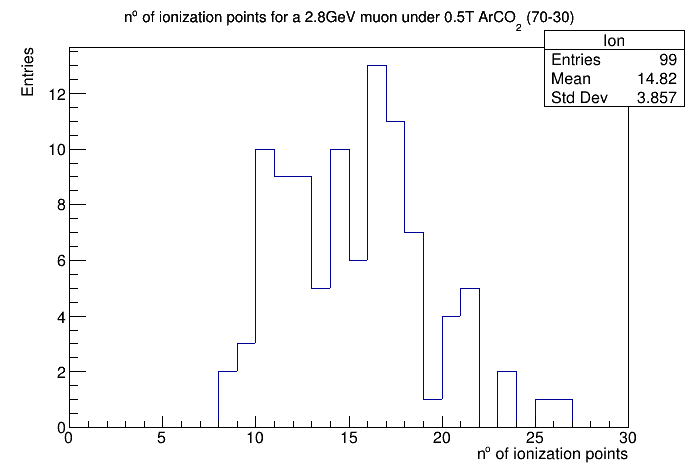 nº of ionization points for a 2.8GeV muon under 0.5T ArCO2 (70-30)
Ion
Entries 99
Mean 14.82
Std Dev 3.857
Entries
12
10
8
6
4
2
0
0 5 10 15 20 25 30
nº of ionization points